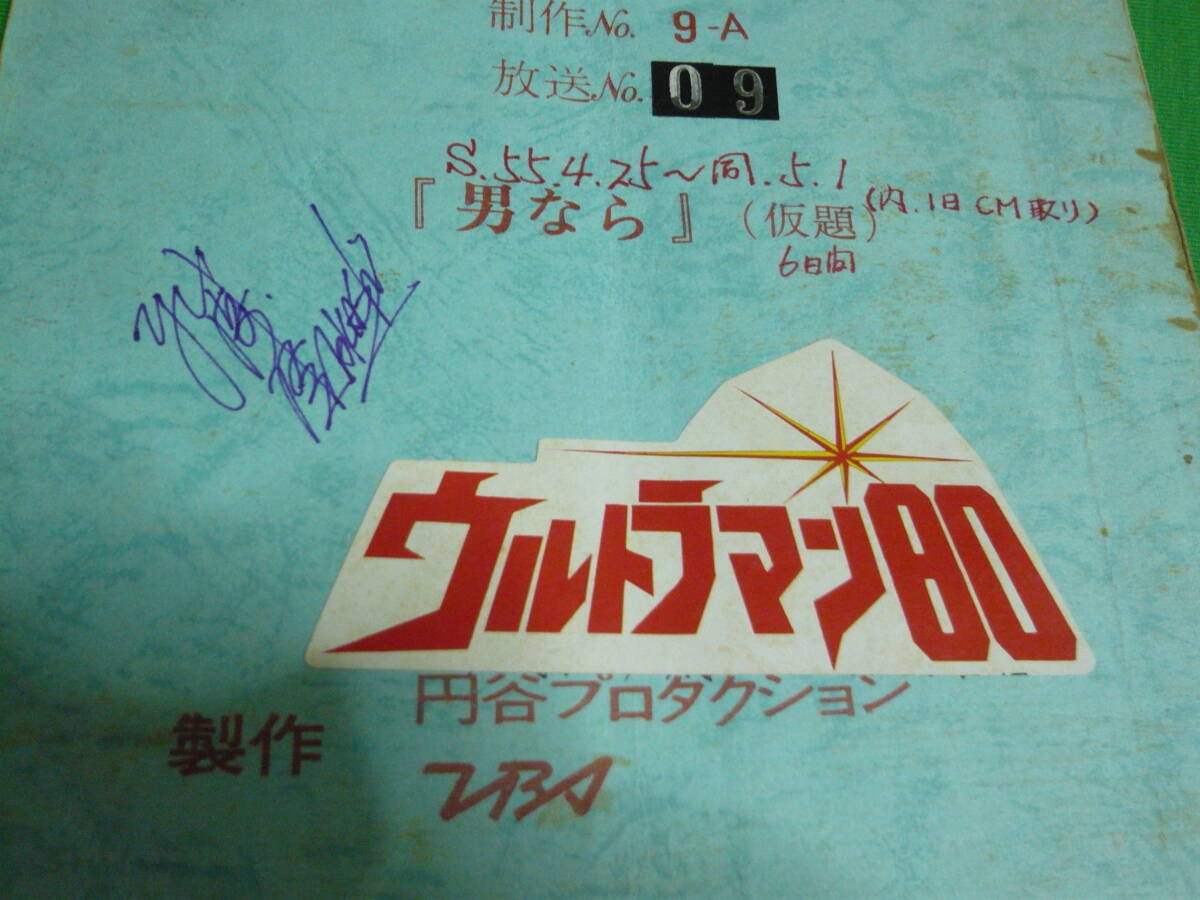 制作No. 9-A
放送No. 09
S.55.4.25~同.5.1
『男なら』(仮題)
(内.1日 CM取り)
6日間
ウルトラマン80
円谷プロダクション
製作
TBS